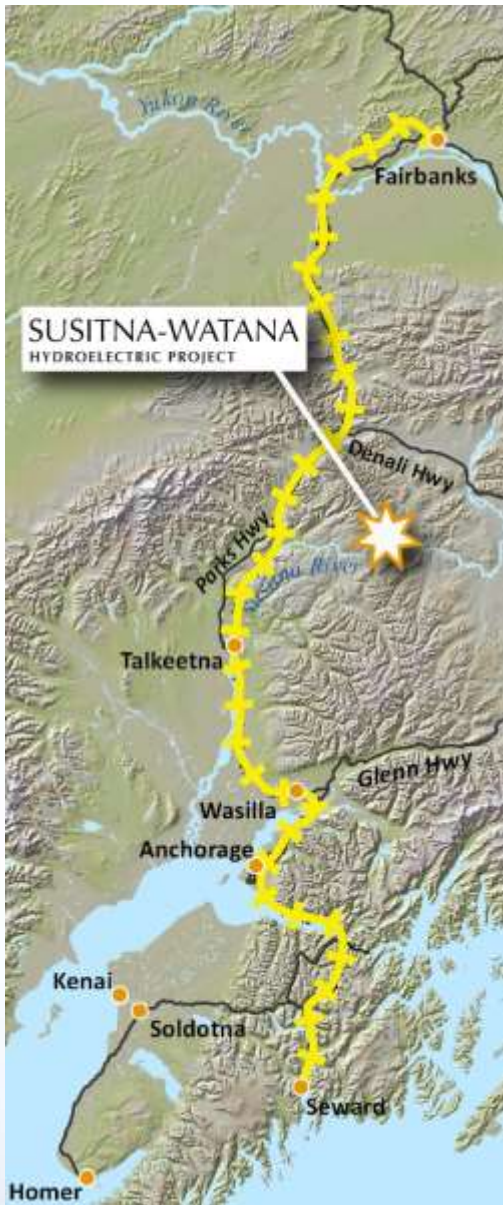 Yukon River
Fairbanks
SUSITNA-WATANA
HYDROELECTRIC PROJECT
Denali Hwy
Parks Hwy
River
Talkeetna
Glenn Hwy
Wasilla
Anchorage
Kenai
Soldotna
Seward
Homer